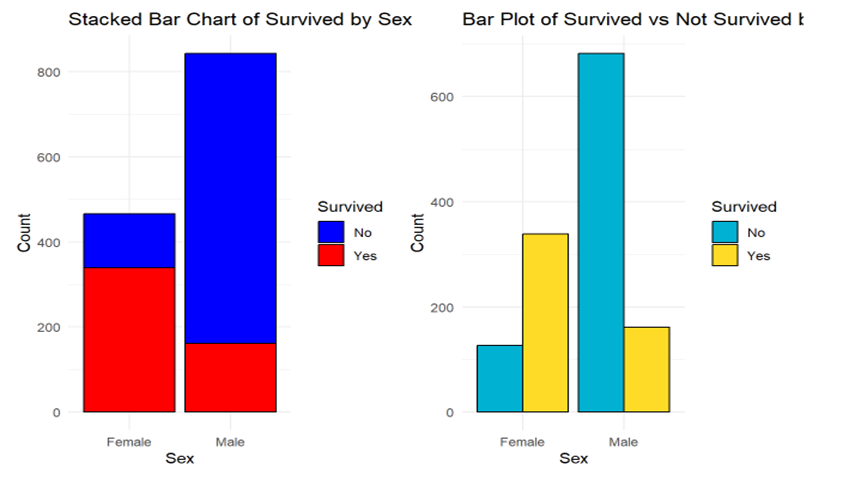 Stacked Bar Chart of Survived by Sex
800
600
400
200
0
Count
Female
Male
Sex
Survived
No
Yes
Bar Plot of Survived vs Not Survived
600
400
200
0
Count
Female
Male
Sex
Survived
No
Yes